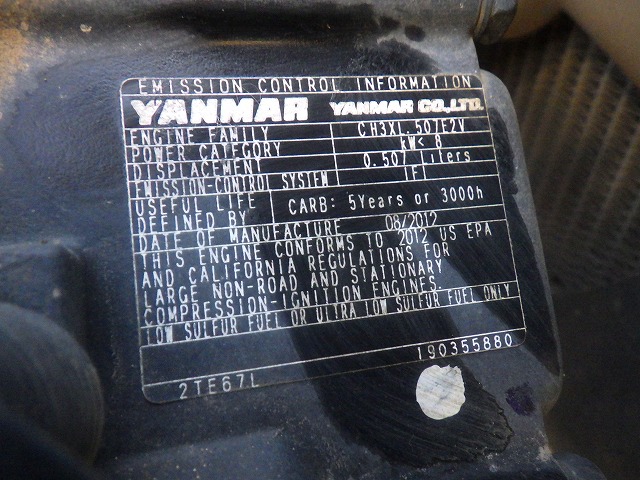 EMISSION CONTROL INFORMATION
YANMAR YANMAR CO., LTD.
ENGINE FAMILY CH3XL.507E2V
POWER CATEGORY kW< 8
DISPLACEMENT 0.507 Liters
EMISSION-CONTROL SYSTEM IFI
USEFUL LIFE
DEFINED BY CARB: 5Years or 3000h
DATE OF MANUFACTURE 08/2012
THIS ENGINE CONFORMS TO 2012 US EPA
AND CALIFORNIA REGULATIONS FOR
LARGE NON-ROAD AND STATIONARY
COMPRESSION-IGNITION ENGINES.
LOW SULFUR FUEL OR ULTRA LOW SULFUR FUEL ONLY
190355880
2TE67L